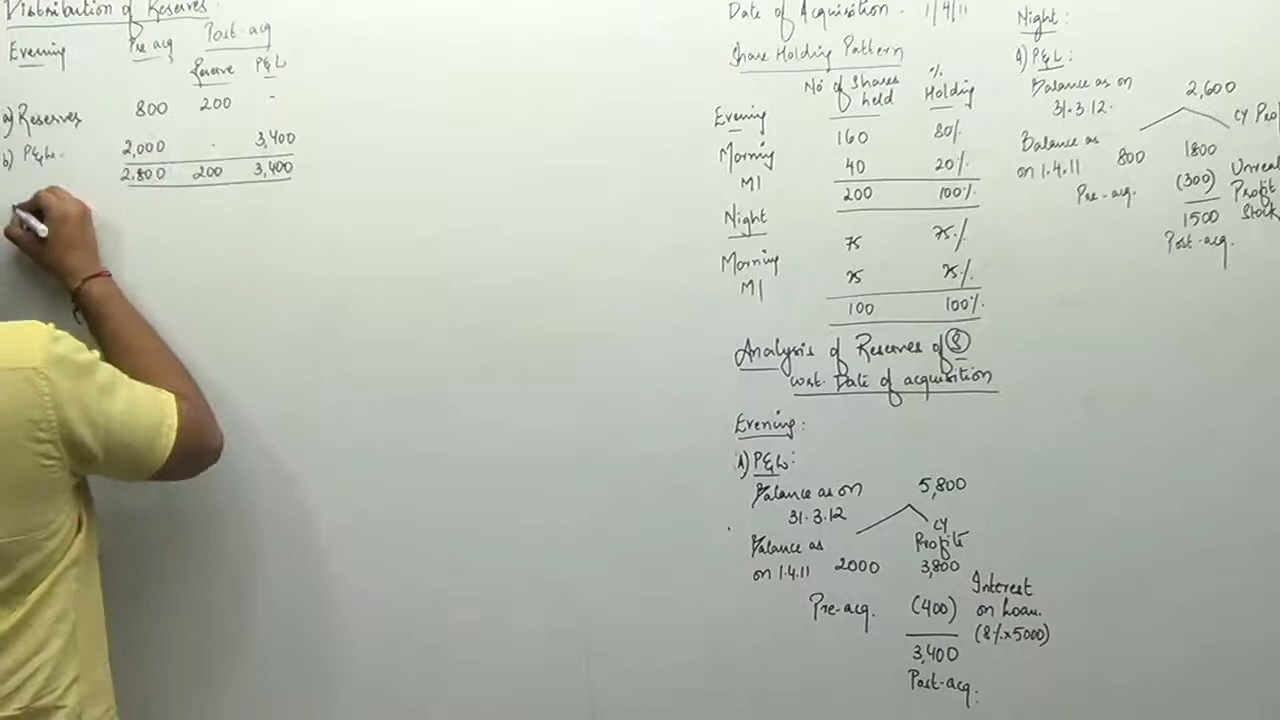 Distribution of Reserves
Evening Pre acq Post-acq
Reserve P&L
a) Reserves 800 200 -
b) P&L. 2,000 . 3,400
2,800 200 3,400
Date of Acquisition. 1/4/11
Share Holding Pattern
No of Shares held % Holding
Evening
Morning 160 80%
MI 40 20%
200 100%
Night
Morning 75 75%
MI 25 25%
100 100%
Analysis of Reserves of S
w.r.t. Date of acquisition
Evening:
A) P&L:
Balance as on 5,800
31.3.12
CY
Balance as Profits
on 1.4.11 2000 3,800
Interest
Pre-acq. (400) on Loan.
(8%x5000)
3,400
Post-acq.
Night:
A) P&L:
Balance as on 2,600
31.3.12.
CY Prof
Balance as 1800
on 1.4.11 800
Pre-acq. (300) Unreal
Profit
1500 Stock
Post-acq.